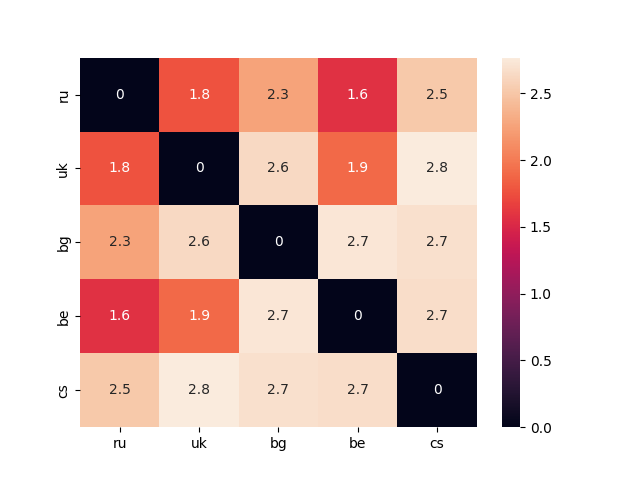 ru 0 1.8 2.3 1.6 2.5
uk 1.8 0 2.6 1.9 2.8
bg 2.3 2.6 0 2.7 2.7
be 1.6 1.9 2.7 0 2.7
cs 2.5 2.8 2.7 2.7 0
ru uk bg be cs
2.5
2.0
1.5
1.0
0.5
0.0